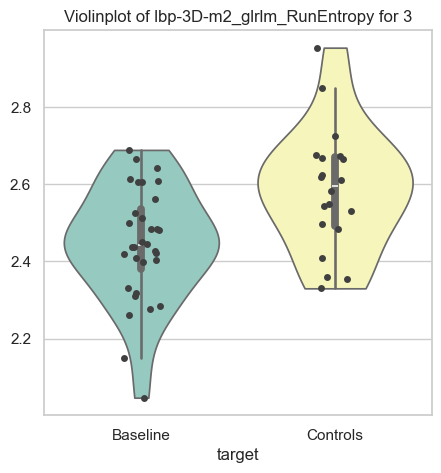 Violinplot of lbp-3D-m2_glrlm_RunEntropy for 3
2.8
2.6
2.4
2.2
Baseline Controls
target